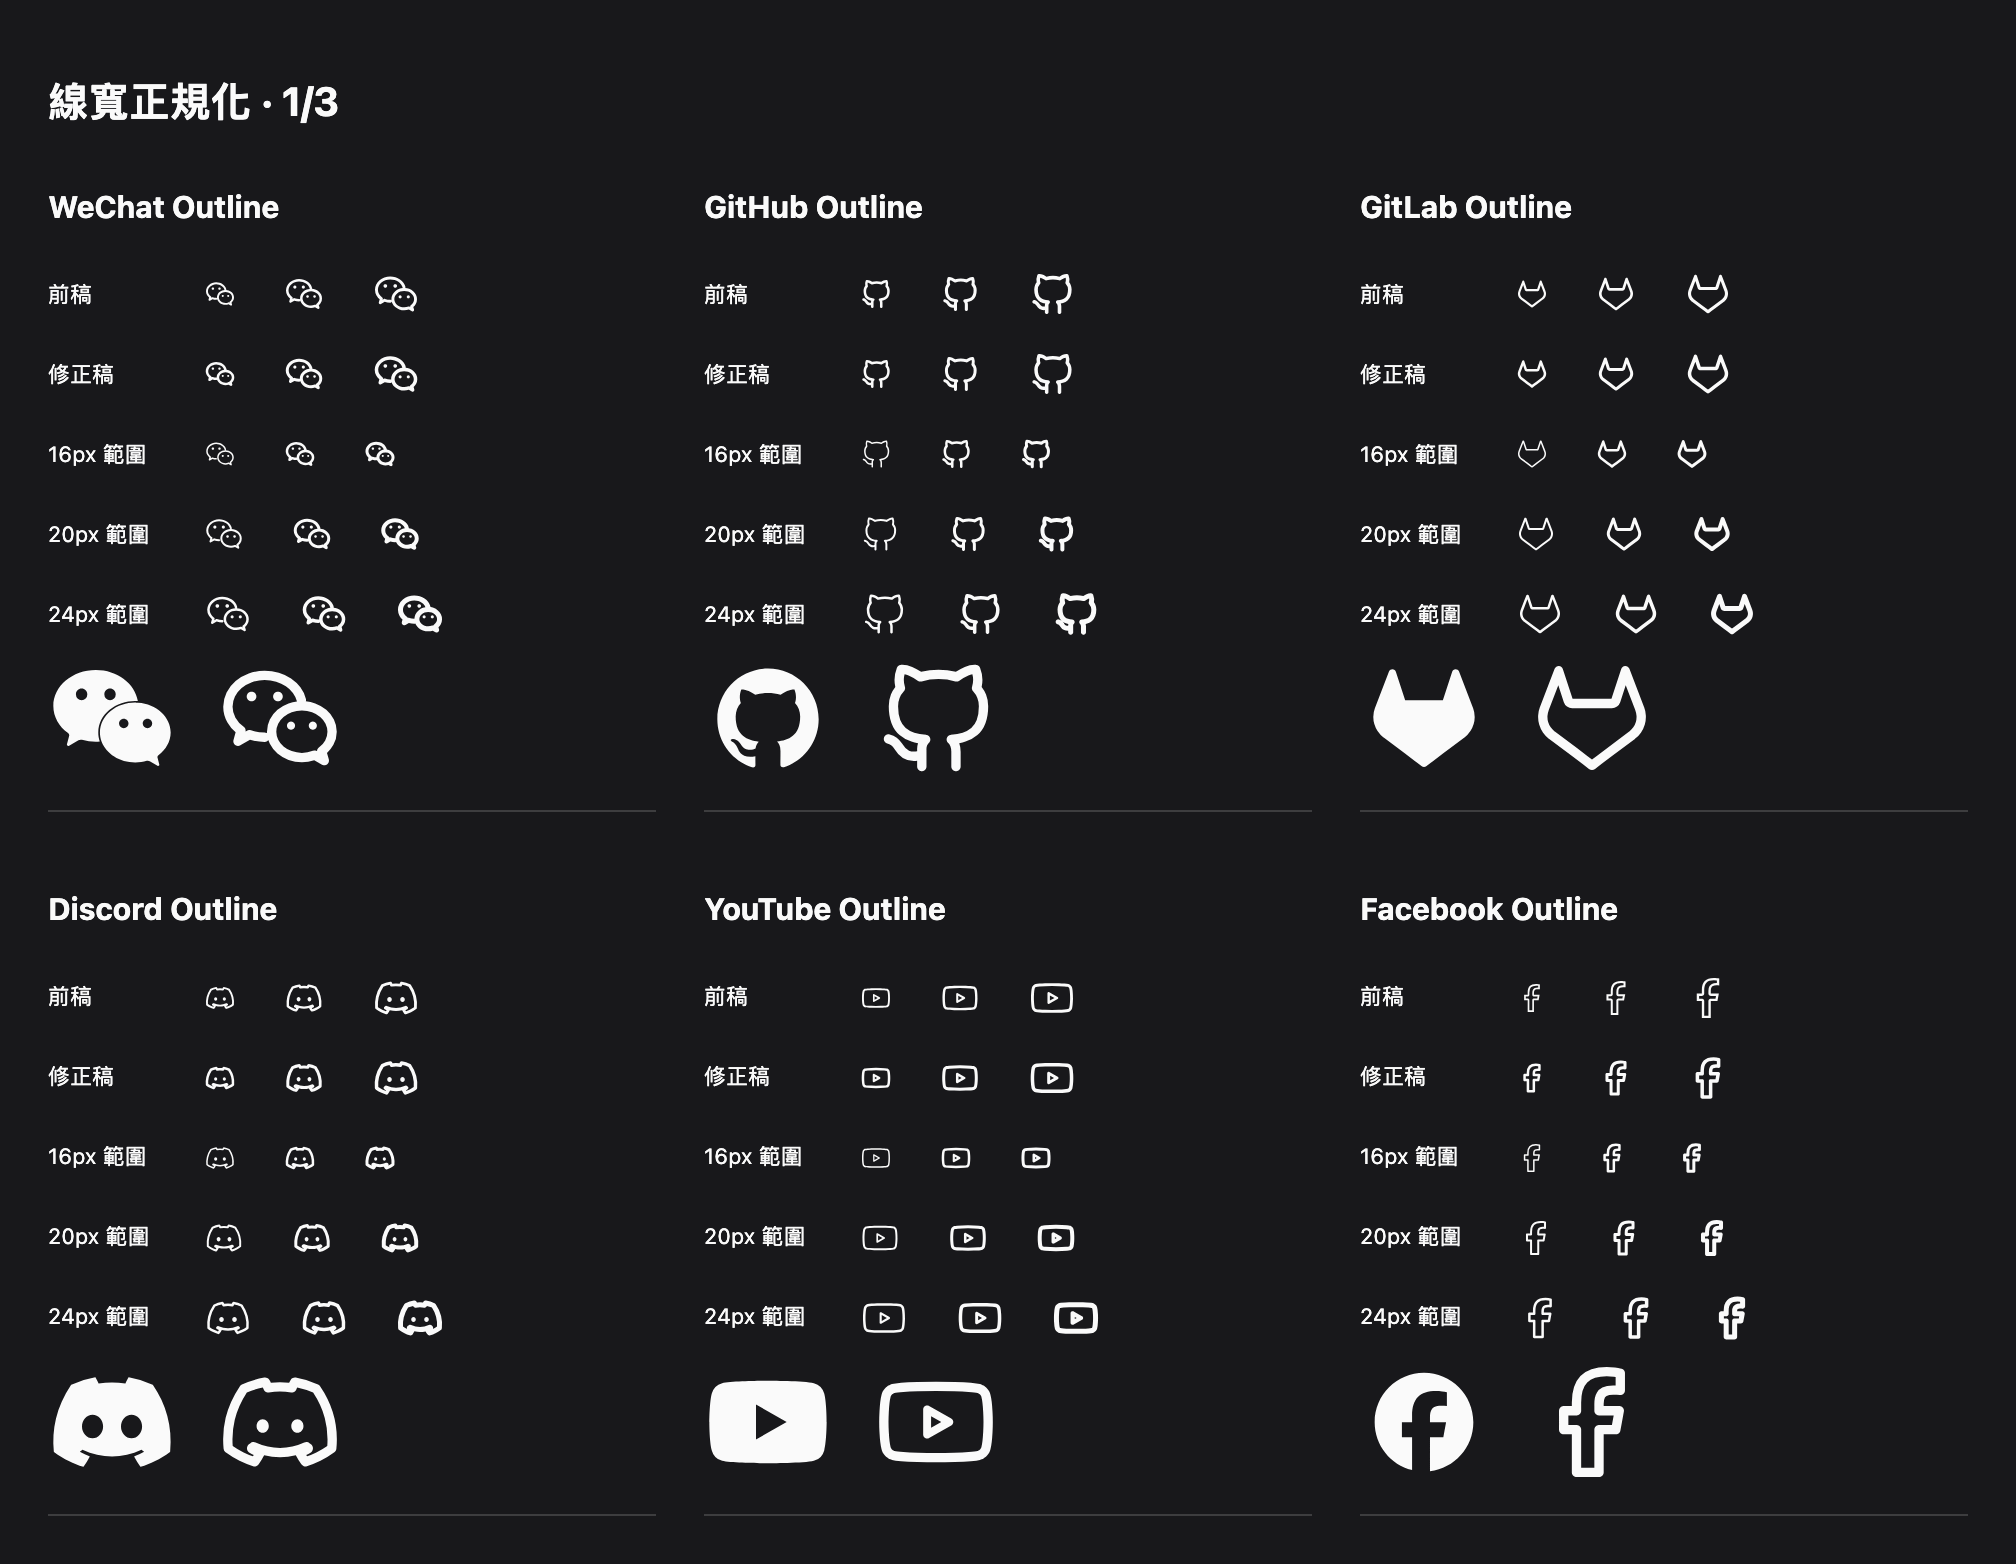 線寬正規化 · 1/3
WeChat Outline
前稿
修正稿
16px 範圍
20px 範圍
24px 範圍
GitHub Outline
前稿
修正稿
16px 範圍
20px 範圍
24px 範圍
GitLab Outline
前稿
修正稿
16px 範圍
20px 範圍
24px 範圍
Discord Outline
前稿
修正稿
16px 範圍
20px 範圍
24px 範圍
YouTube Outline
前稿
修正稿
16px 範圍
20px 範圍
24px 範圍
Facebook Outline
前稿
修正稿
16px 範圍
20px 範圍
24px 範圍